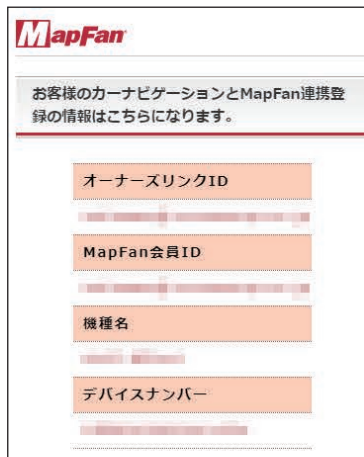 MapFan
お客様のカーナビゲーションとMapFan連携登
録の情報はこちらになります。
オーナーズリンクID
MapFan会員ID
機種名
デバイスナンバー